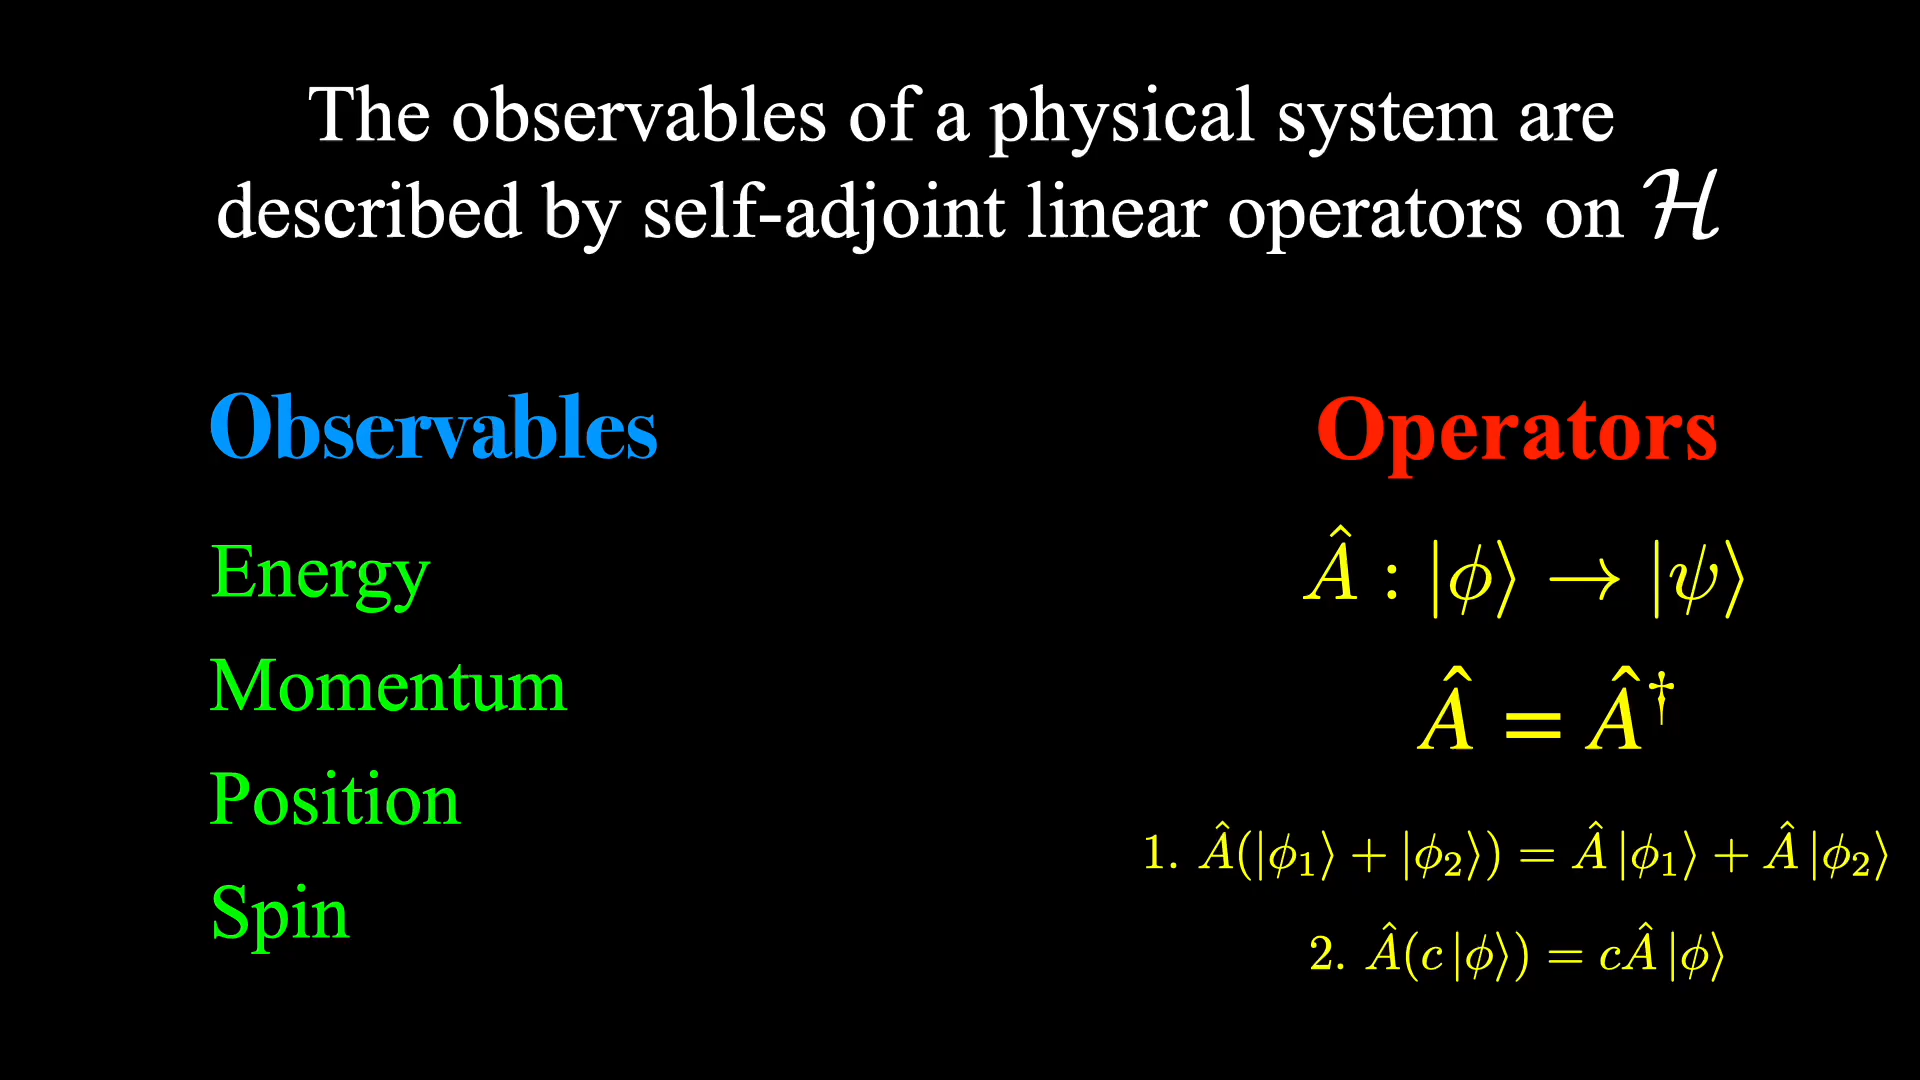 The observables of a physical system are
described by self-adjoint linear operators on ℋ
Observables
Energy
Momentum
Position
Spin
Operators
Â : |ϕ⟩ → |ψ⟩
Â = Â†
1. Â(|ϕ₁⟩ + |ϕ₂⟩) = Â|ϕ₁⟩ + Â|ϕ₂⟩
2. Â(c|ϕ⟩) = cÂ|ϕ⟩